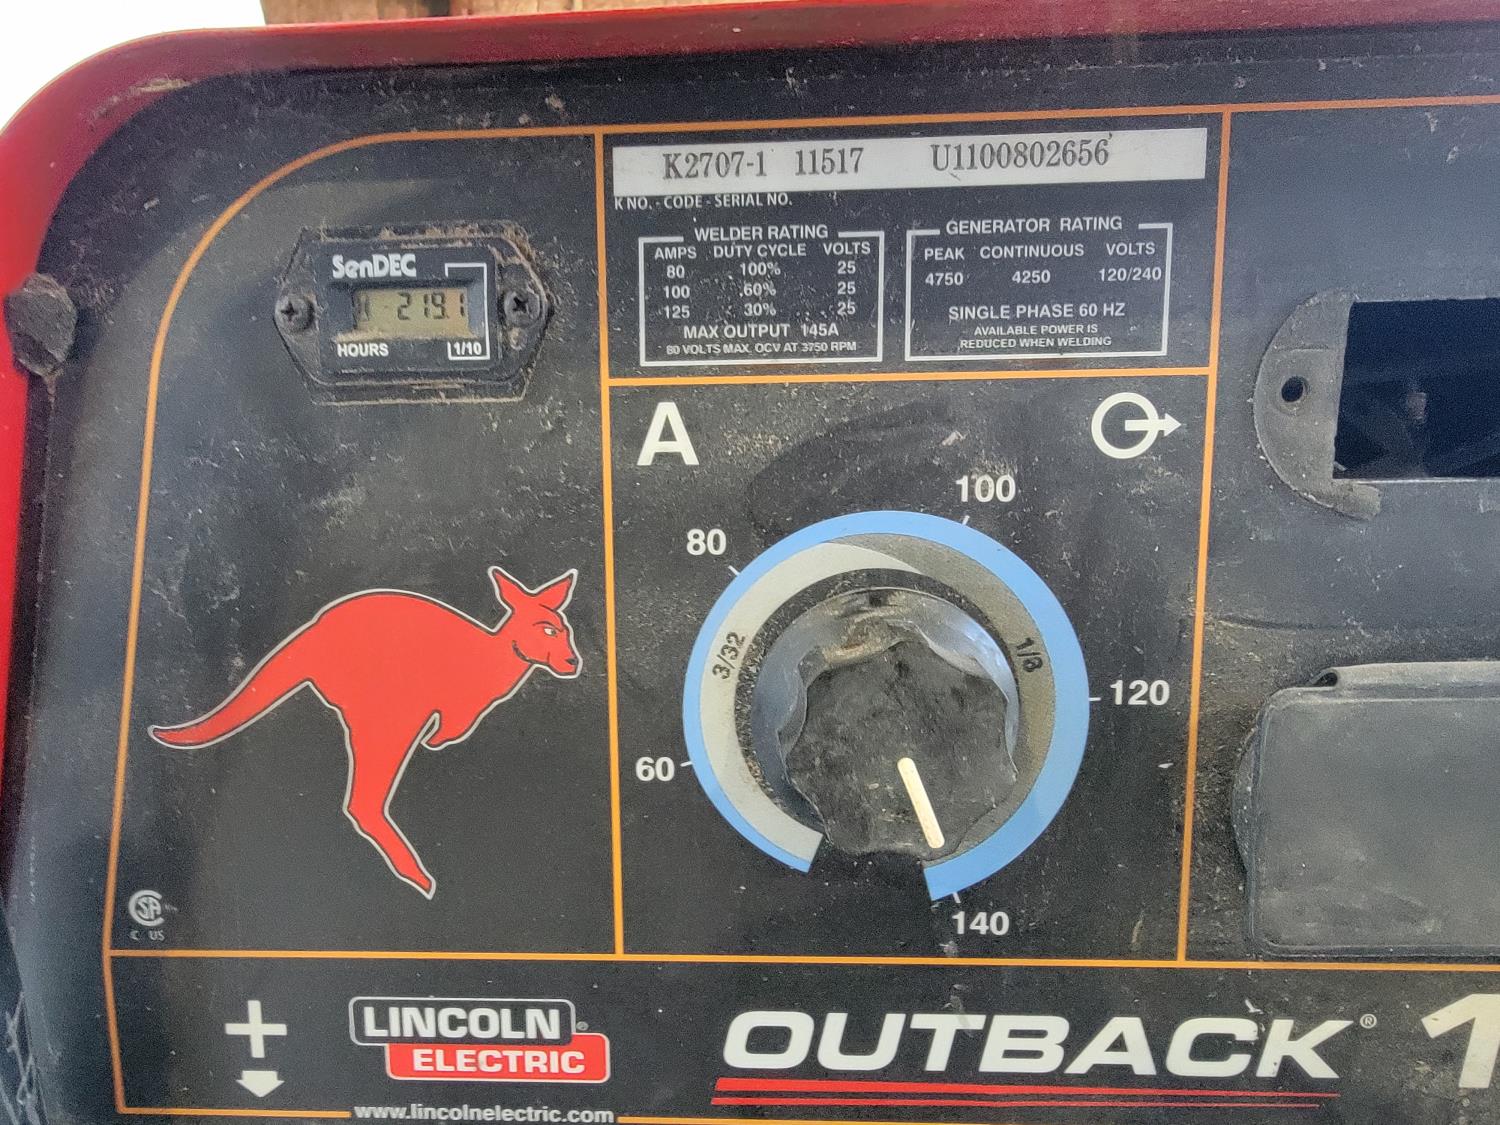 K2707-1 11517 U1100802656
K NO. - CODE - SERIAL NO.
WELDER RATING
AMPS DUTY CYCLE VOLTS
80 100% 25
100 60% 25
125 30% 25
MAX OUTPUT 145A
80 VOLTS MAX. OCV AT 3750 RPM
GENERATOR RATING
PEAK CONTINUOUS VOLTS
4750 4250 120/240
SINGLE PHASE 60 HZ
AVAILABLE POWER IS
REDUCED WHEN WELDING
SenDEC
219.1
HOURS 1/10
A
100
80
3/32
1/8
120
60
140
CSA
C US
LINCOLN ®
ELECTRIC
www.lincolnelectric.com
OUTBACK® 1